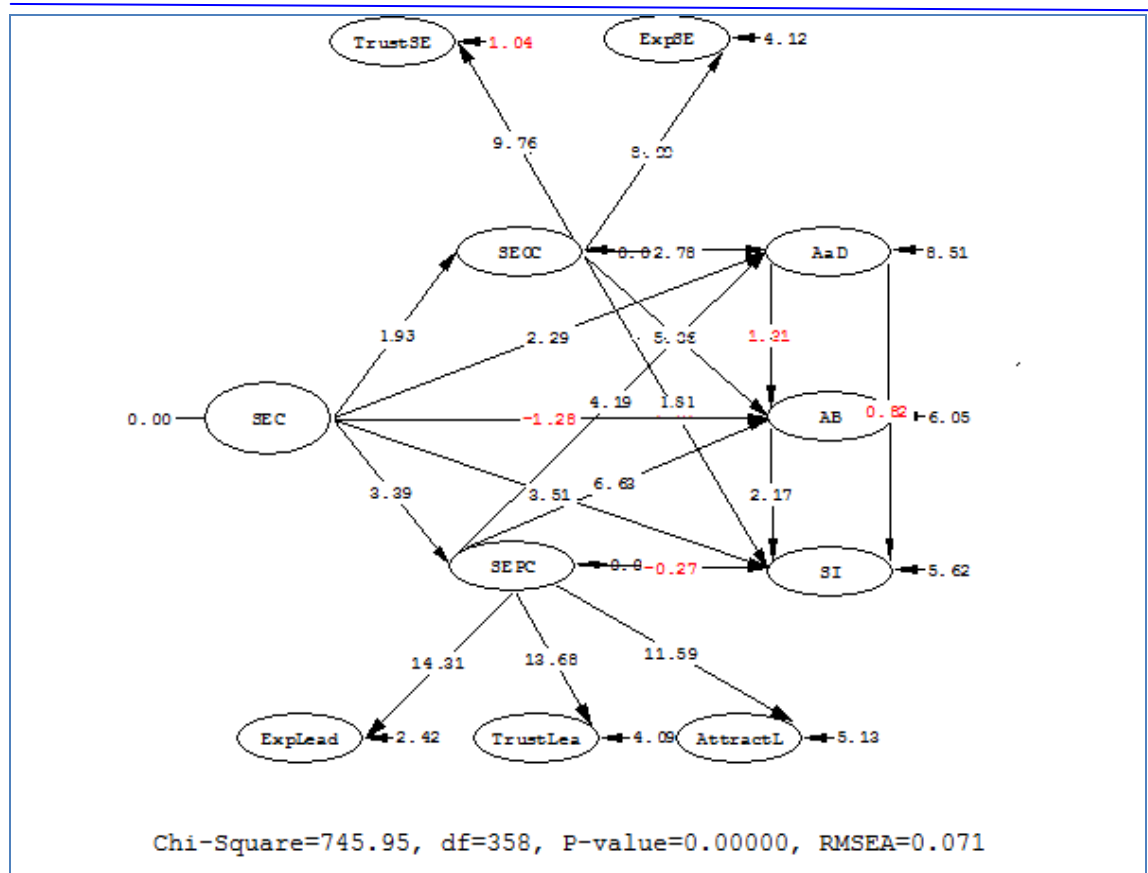 TrustSE 1.04 ExpSE 4.12
9.76
SEOC 2.78 AaD 8.51
1.93 2.29
0.00 SEC -1.28 4.19 1.81 AB 0.82 6.05
3.39 3.51 6.63 2.17
SEPC -0.27 SI 5.62
14.31 13.68 11.59
ExpLead 2.42 TrustLea 4.09 AttractL 5.13
Chi-Square=745.95, df=358, P-value=0.00000, RMSEA=0.071